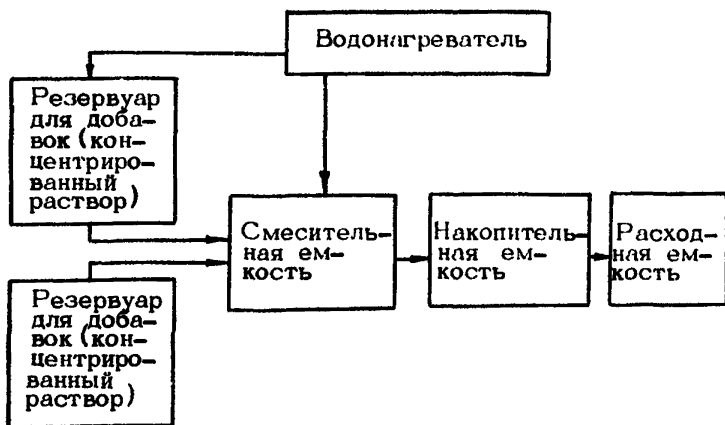 Водонагреватель
Резервуар
для доба-
вок (кон-
центриро-
ванный
раствор)
Смеситель-
ная ем-
кость
Накопитель-
ная ем-
кость
Расход-
ная ем-
кость
Резервуар
для доба-
вок (кон-
центриро-
ванный
раствор)